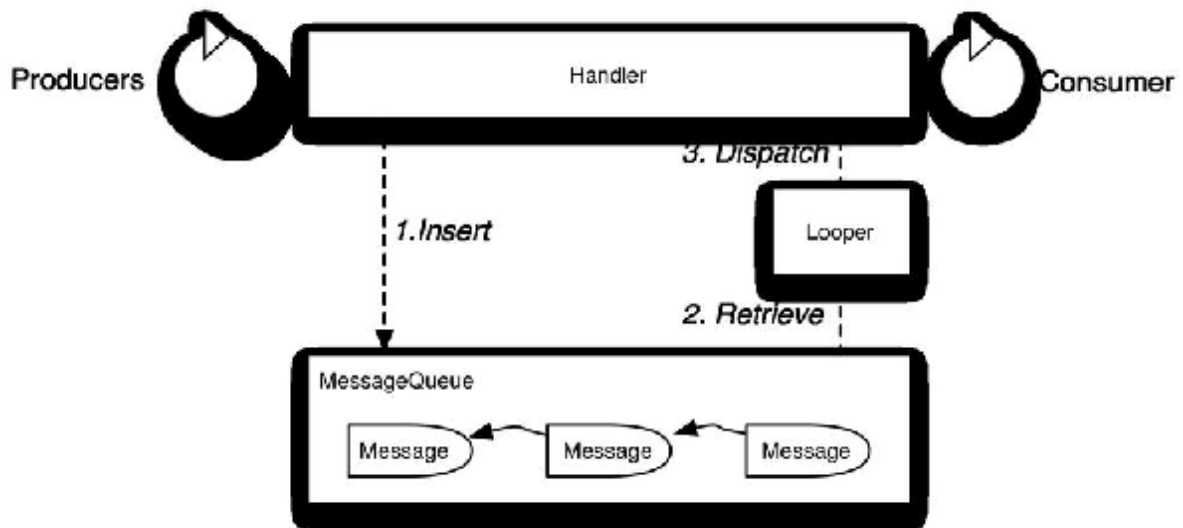 Producers
Handler
Consumer
3. Dispatch
1.Insert
Looper
2. Retrieve
MessageQueue
Message
Message
Message